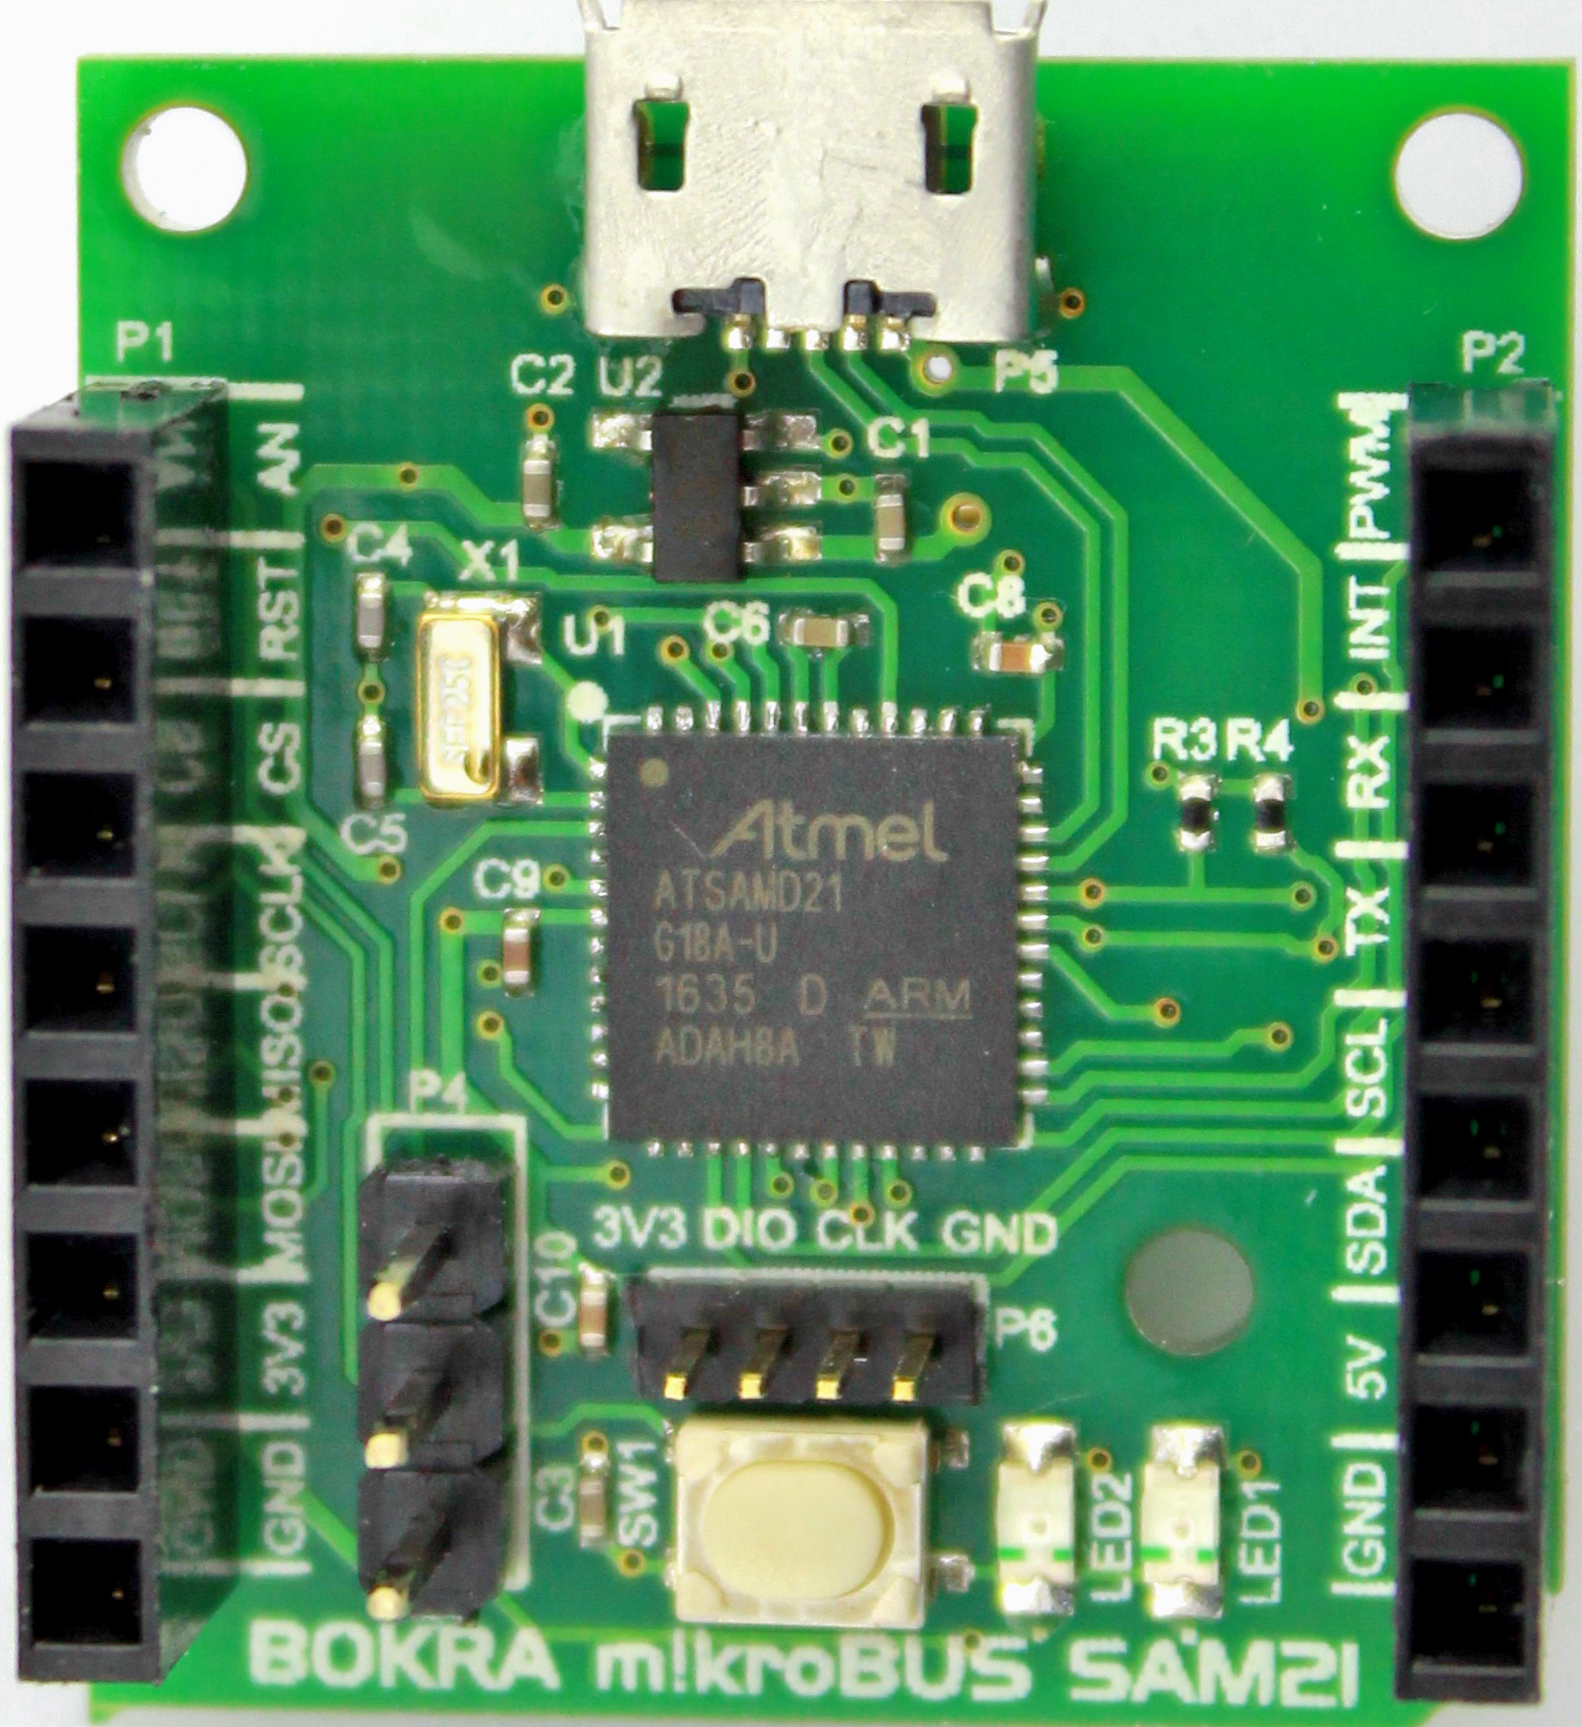 P1
P2
C2 U2
P5
C1
AN
PWM
C4
X1
RST
U1
C6
C8
INT
CS
R3 R4
RX
C5
Atmel
ATSAMD21
G18A-U
1635 D ARM
ADAH8A TW
C9
SCLK
TX
MISO
SCL
P4
MOSI
SDA
3V3 DIO CLK GND
C10
P6
3V3
5V
GND
C3
SW1
LED2
LED1
GND
BOKRA m!kroBUS SAM21